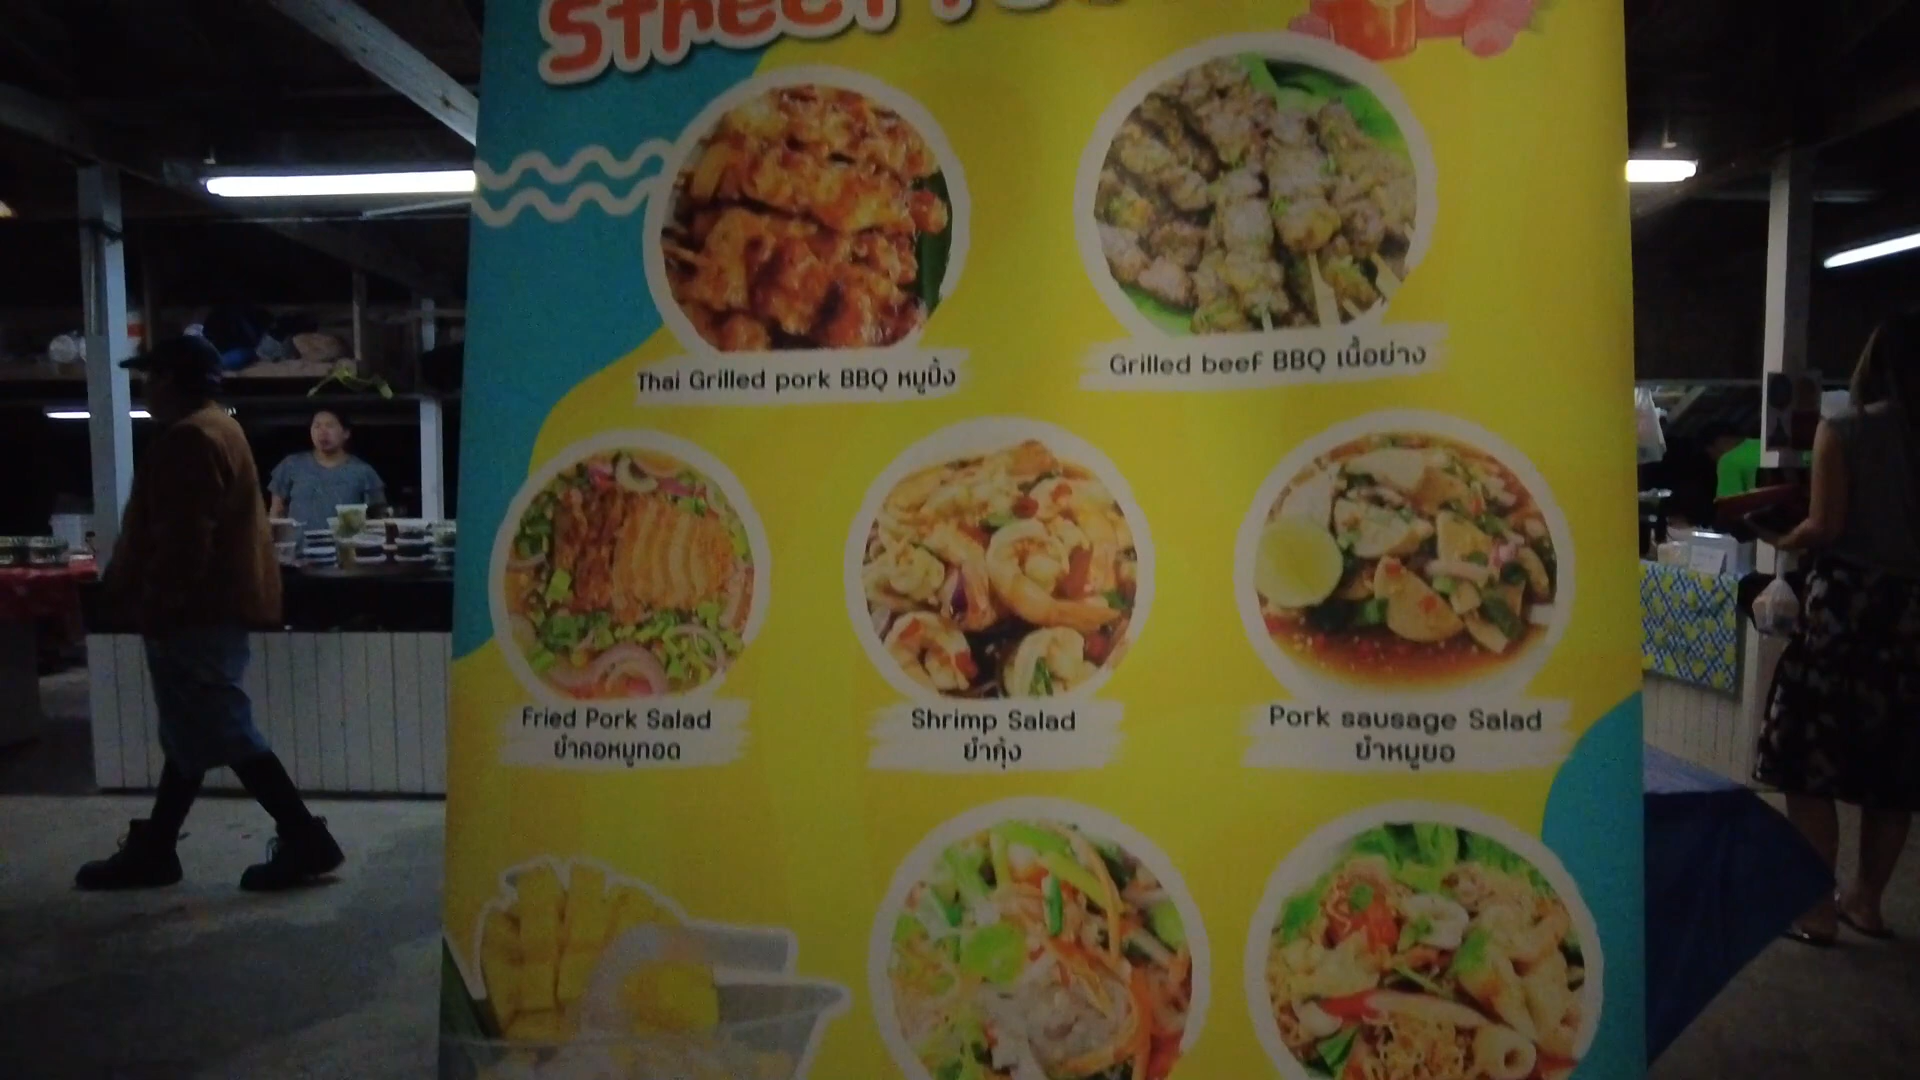 Street
Thai Grilled pork BBQ หมูปิ้ง
Grilled beef BBQ เนื้อย่าง
Fried Pork Salad
ยำคอหมูทอด
Shrimp Salad
ยำกุ้ง
Pork sausage Salad
ยำหมูยอ